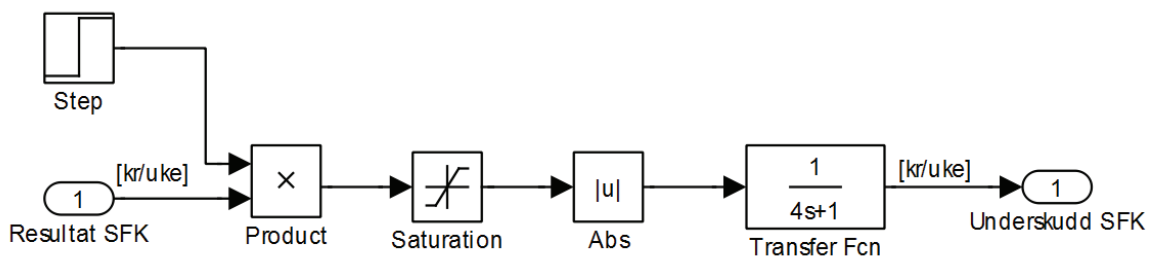 Step
[kr/uke]
1
Resultat SFK
×
Product
Saturation
|u|
Abs
1
4s+1
Transfer Fcn
[kr/uke]
1
Underskudd SFK